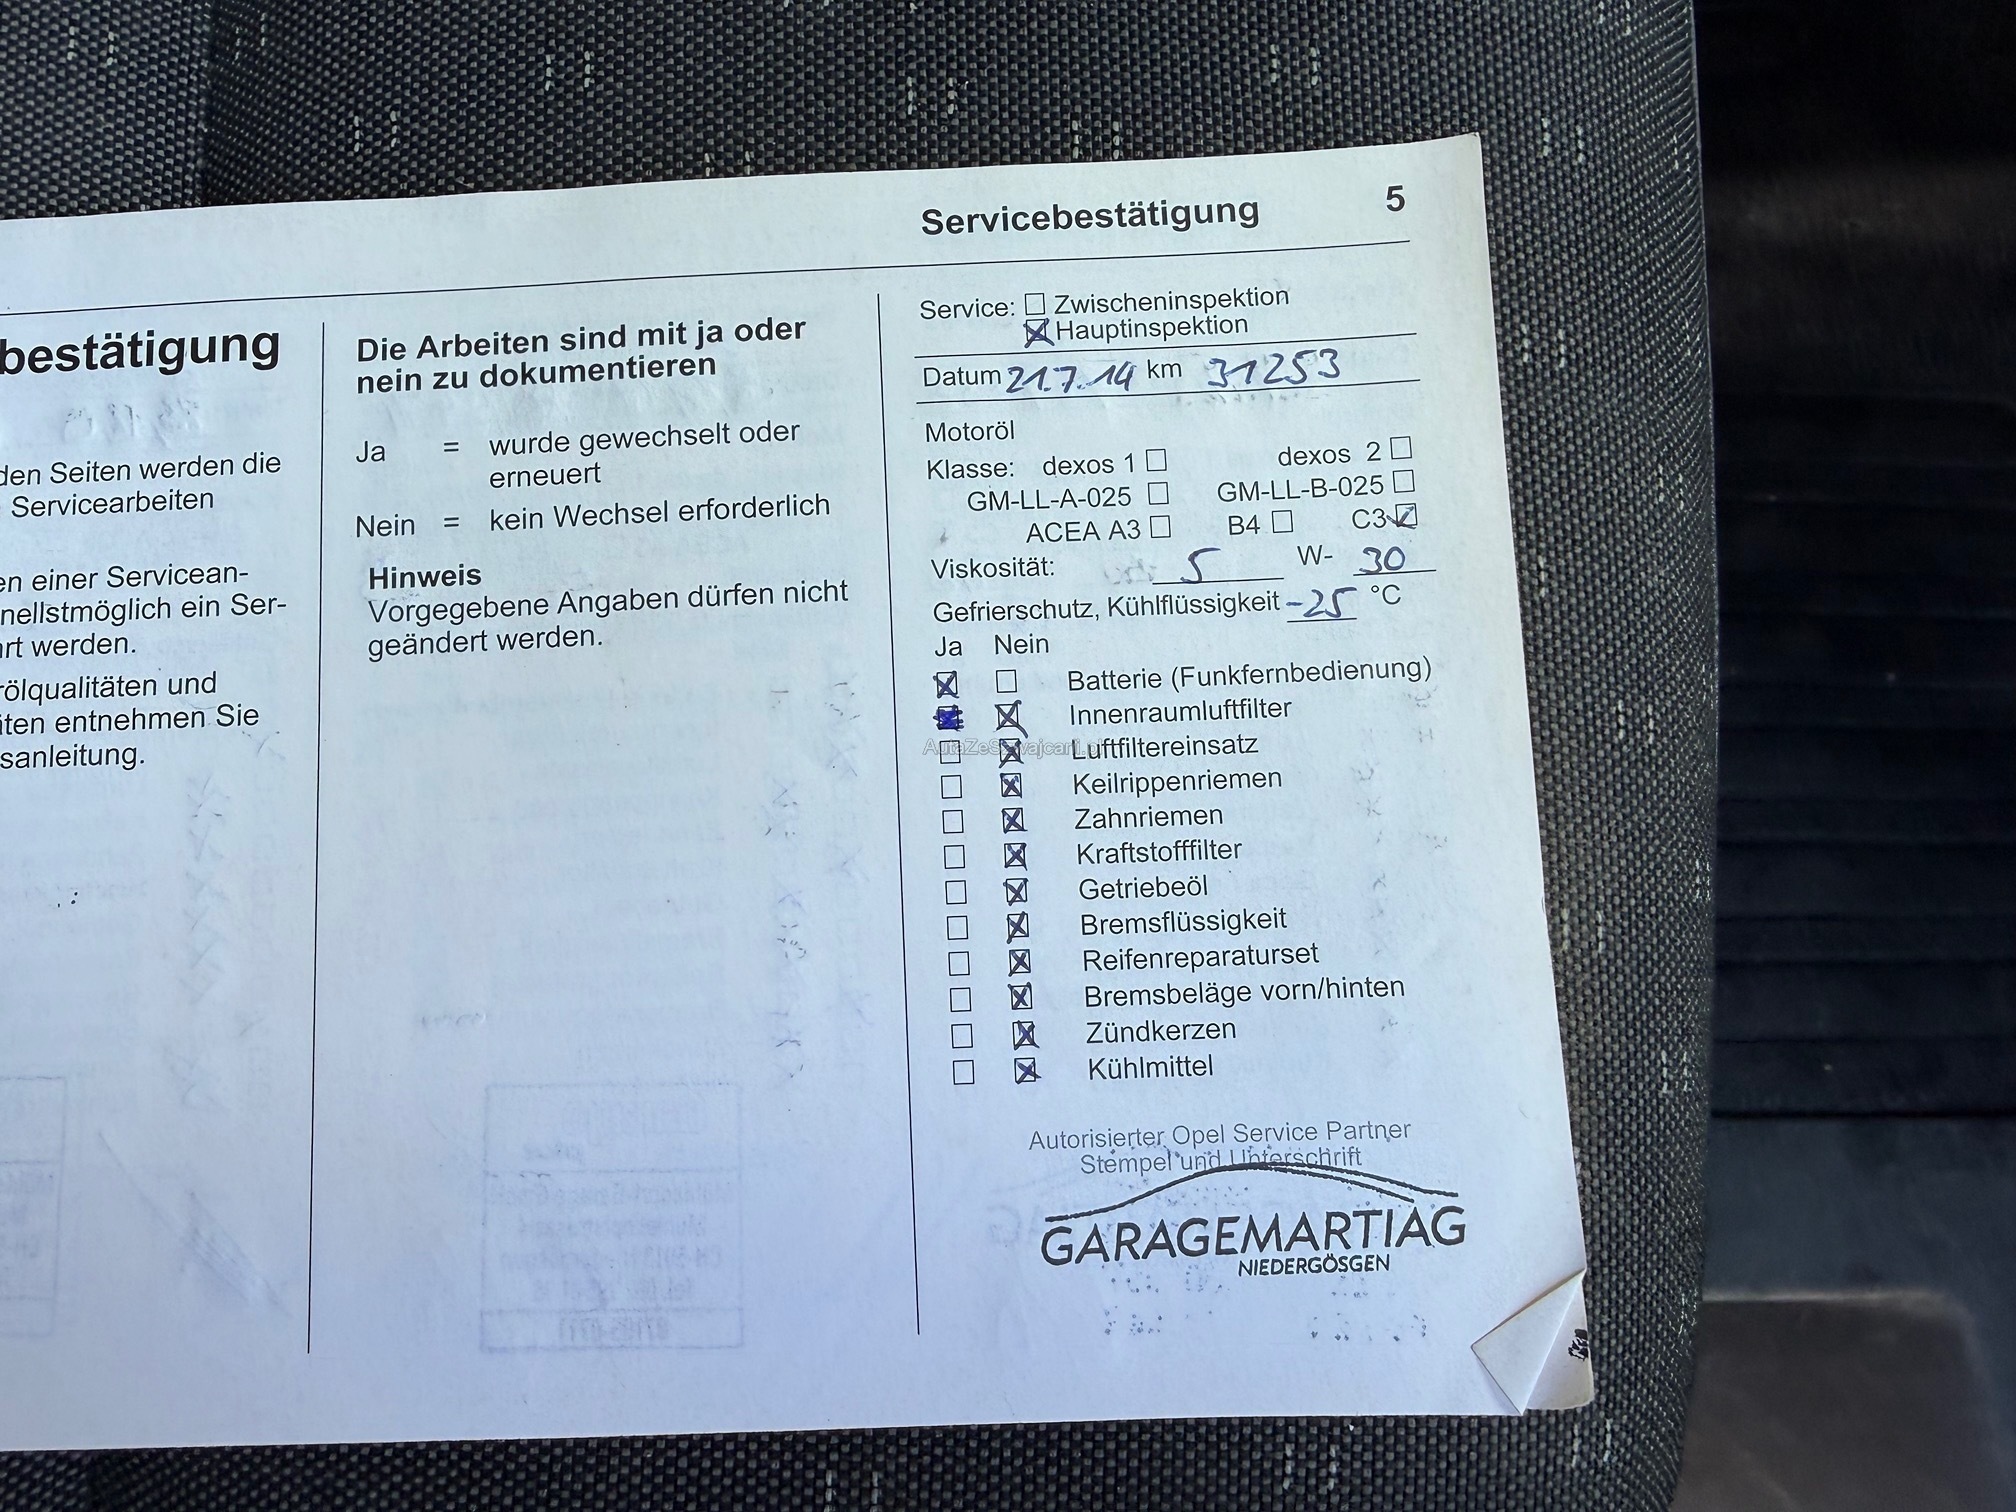 Servicebestätigung 5
bestätigung
den Seiten werden die
Servicearbeiten
en einer Servicean-
nellstmöglich ein Ser-
rt werden.
rölqualitäten und
iten entnehmen Sie
sanleitung.
Die Arbeiten sind mit ja oder
nein zu dokumentieren
Ja = wurde gewechselt oder
erneuert
Nein = kein Wechsel erforderlich
Hinweis
Vorgegebene Angaben dürfen nicht
geändert werden.
Service: Zwischeninspektion
Hauptinspektion
Datum 21.7.14 km 31253
Motoröl
Klasse: dexos 1 dexos 2
GM-LL-A-025 GM-LL-B-025
ACEA A3 B4 C3
Viskosität: 5 W- 30
Gefrierschutz, Kühlflüssigkeit -25 °C
Ja Nein
Batterie (Funkfernbedienung)
Innenraumluftfilter
Luftfiltereinsatz
Keilrippenriemen
Zahnriemen
Kraftstofffilter
Getriebeöl
Bremsflüssigkeit
Reifenreparaturset
Bremsbeläge vorn/hinten
Zündkerzen
Kühlmittel
Autorisierter Opel Service Partner
Stempel und Unterschrift
GARAGEMARTIAG
NIEDERGÖSGEN